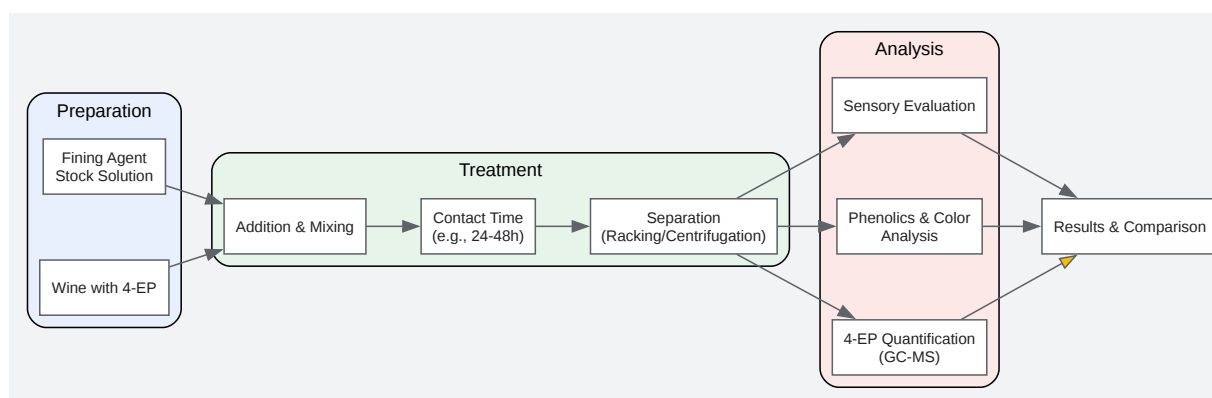 Preparation
Fining Agent
Stock Solution
Wine with 4-EP
Treatment
Addition & Mixing
Contact Time
(e.g., 24-48h)
Separation
(Racking/Centrifugation)
Analysis
Sensory Evaluation
Phenolics & Color
Analysis
4-EP Quantification
(GC-MS)
Results & Comparison